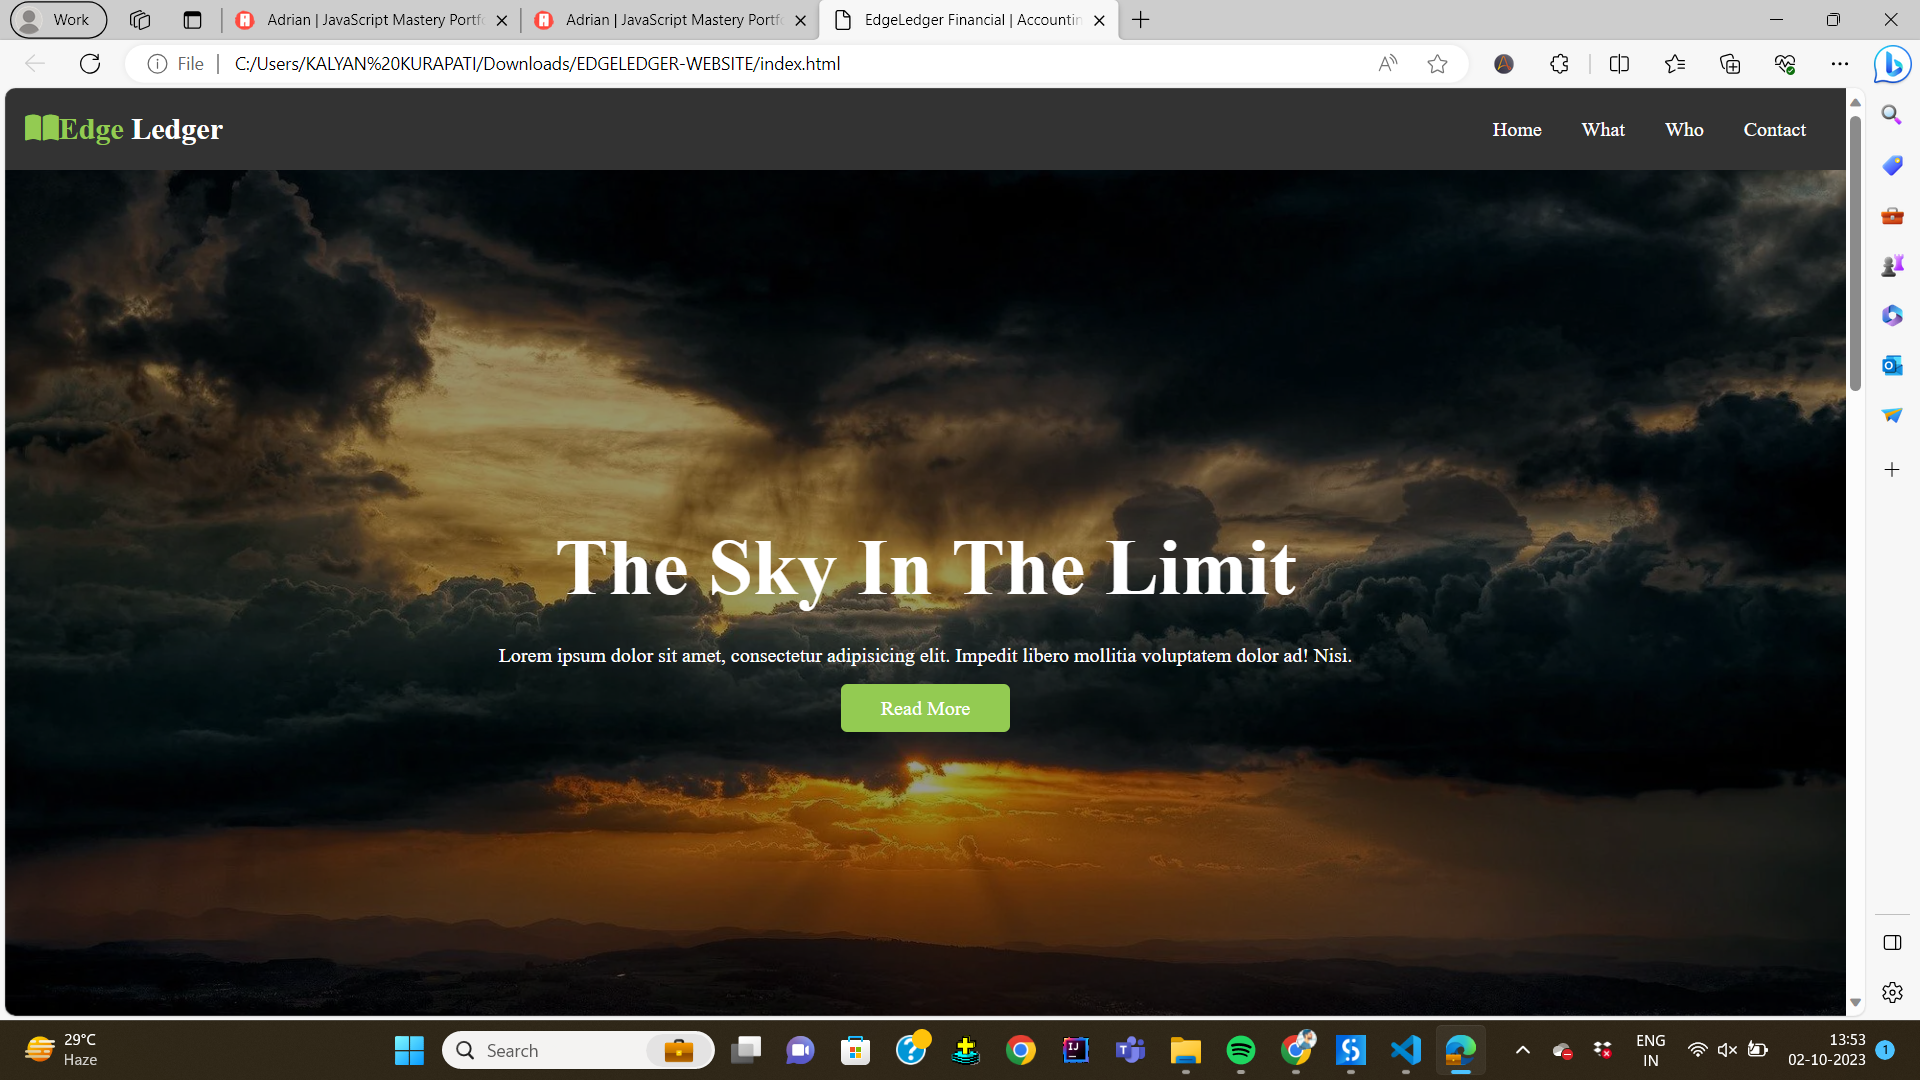 Work
Adrian | JavaScript Mastery Portfo
Adrian | JavaScript Mastery Portfo
EdgeLedger Financial | Accountin
File
C:/Users/KALYAN%20KURAPATI/Downloads/EDGELEDGER-WEBSITE/index.html
Edge Ledger
Home
What
Who
Contact
The Sky In The Limit
Lorem ipsum dolor sit amet, consectetur adipisicing elit. Impedit libero mollitia voluptatem dolor ad! Nisi.
Read More
29°C
Haze
Search
ENG
IN
13:53
02-10-2023
1